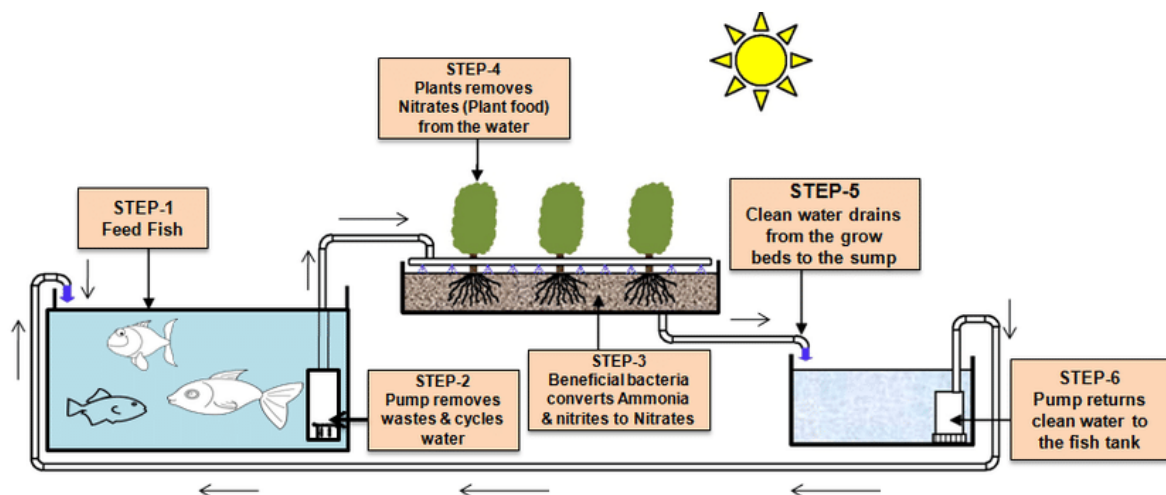 STEP-1
Feed Fish
STEP-2
Pump removes
wastes & cycles
water
STEP-3
Beneficial bacteria
converts Ammonia
& nitrites to Nitrates
STEP-4
Plants removes
Nitrates (Plant food)
from the water
STEP-5
Clean water drains
from the grow
beds to the sump
STEP-6
Pump returns
clean water to
the fish tank